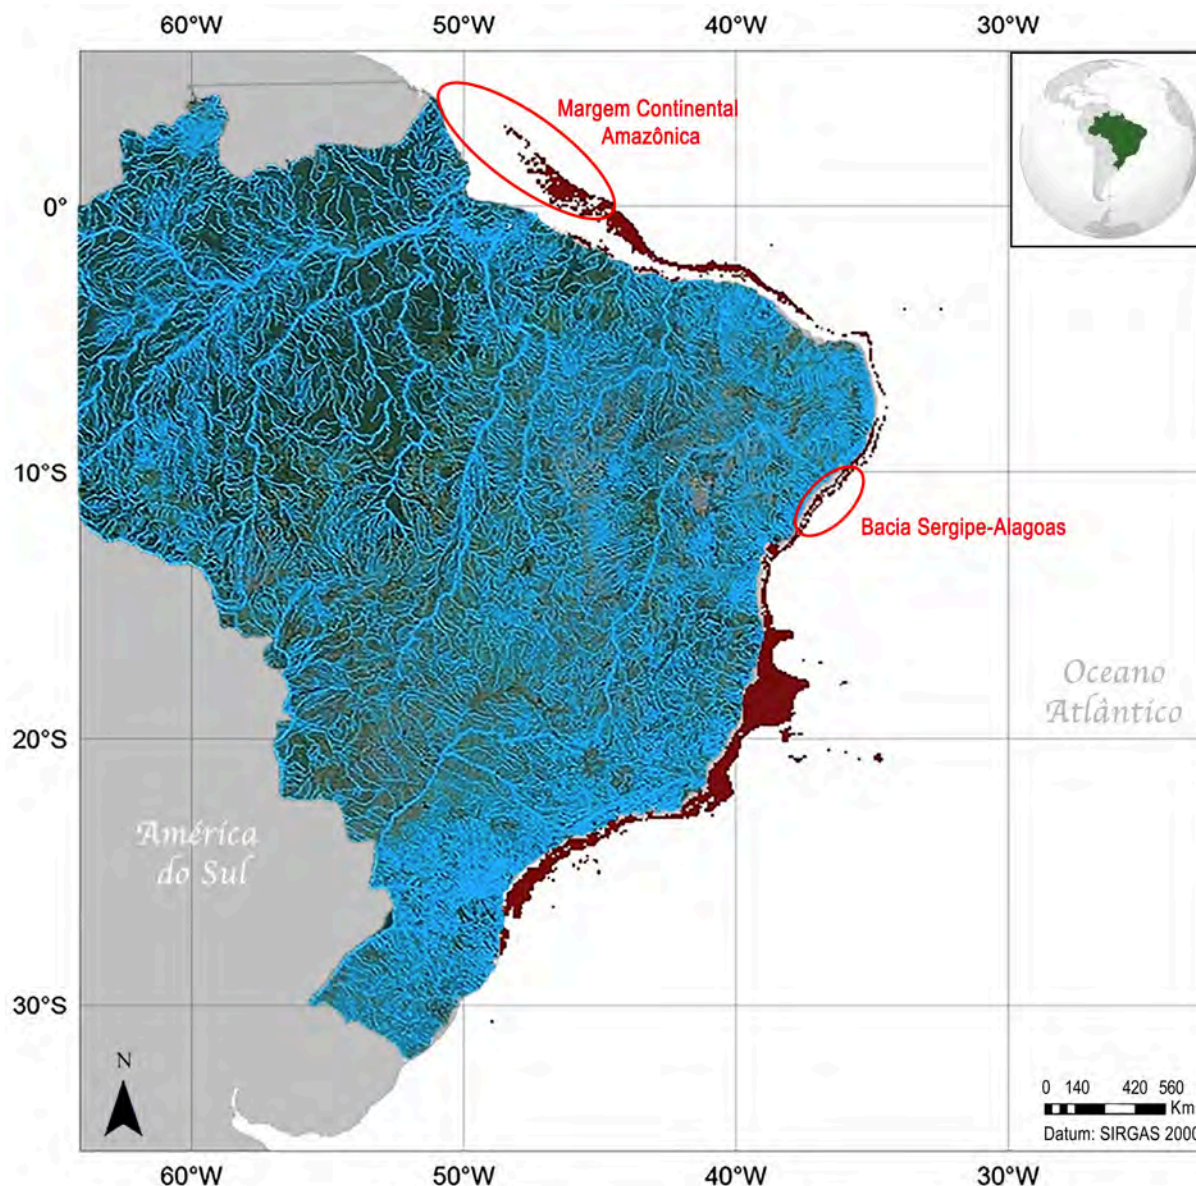 60°W 50°W 40°W 30°W
Margem Continental
Amazônica
0°
10°S
Bacia Sergipe-Alagoas
Oceano
Atlântico
20°S
América
do Sul
30°S
N
0 140 420 560
Km
Datum: SIRGAS 2000
60°W 50°W 40°W 30°W